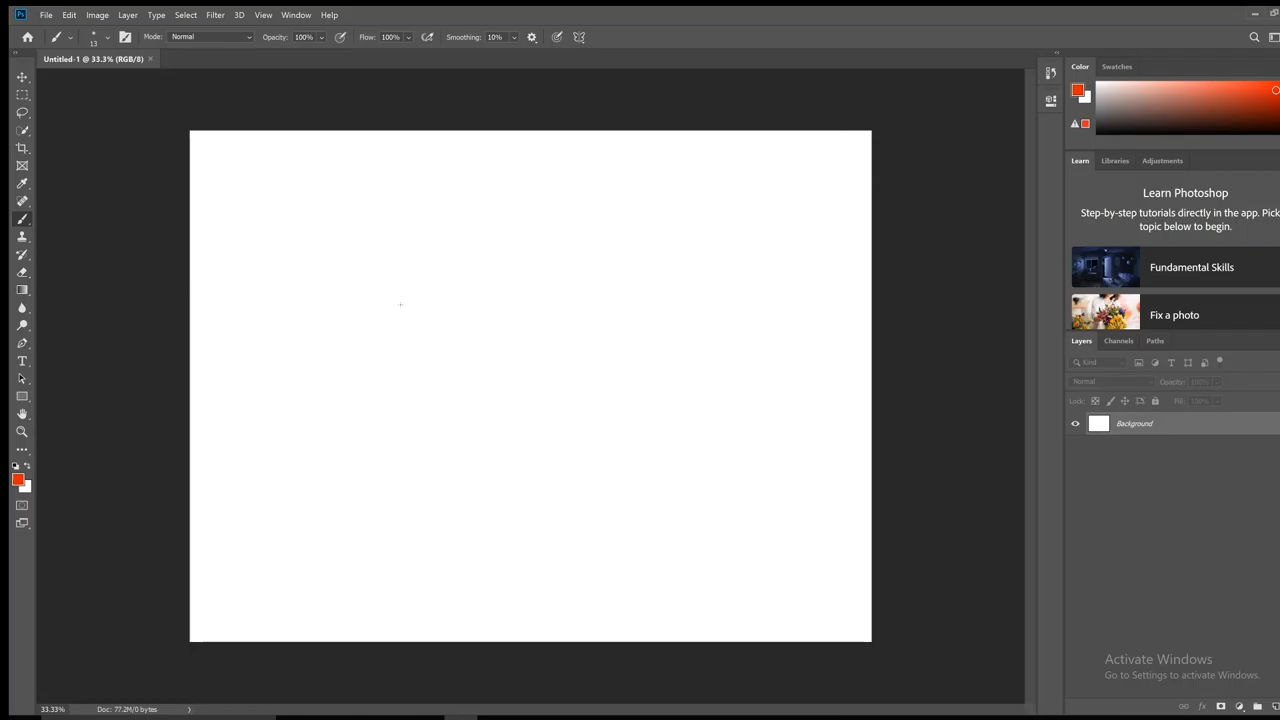 Ps File Edit Image Layer Type Select Filter 3D View Window Help
13 Mode: Normal Opacity: 100% Flow: 100% Smoothing: 10%
Untitled-1 @ 33.3% (RGB/8) ×
Color Swatches
Learn Libraries Adjustments
Learn Photoshop
Step-by-step tutorials directly in the app. Pick
topic below to begin.
Fundamental Skills
Fix a photo
Layers Channels Paths
Kind
Normal Opacity: 100%
Lock: Fill: 100%
Background
Activate Windows
Go to Settings to activate Windows.
33.33% Doc: 77.2M/0 bytes